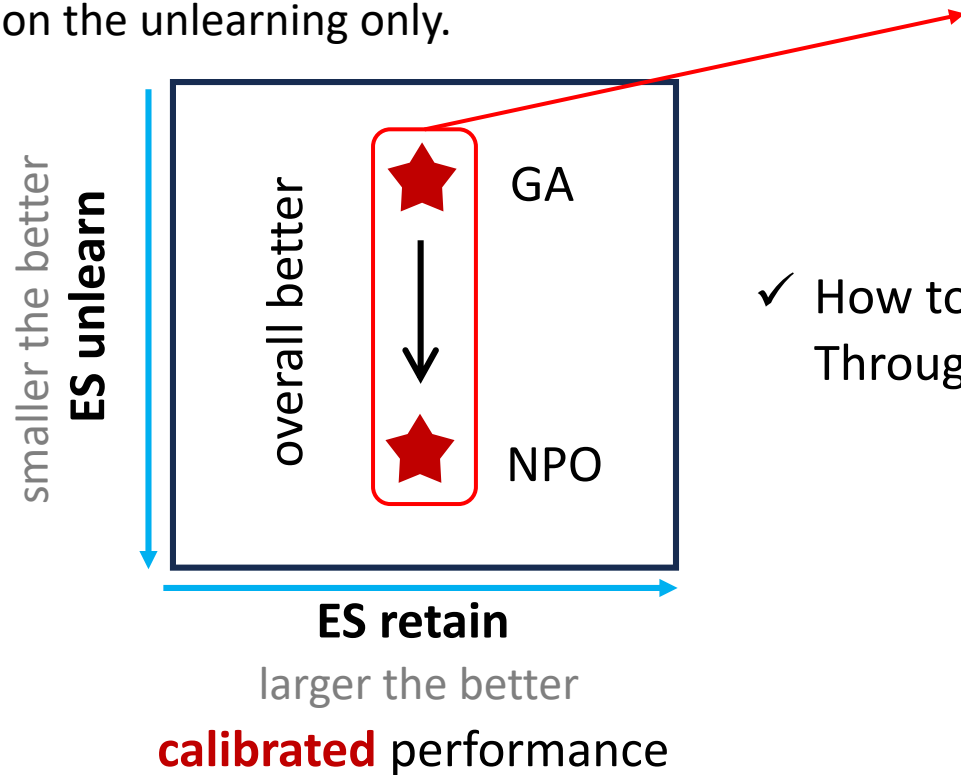 on the unlearning only.
smaller the better
ES unlearn
overall better
GA
NPO
✓ How to
Throug
ES retain
larger the better
calibrated performance